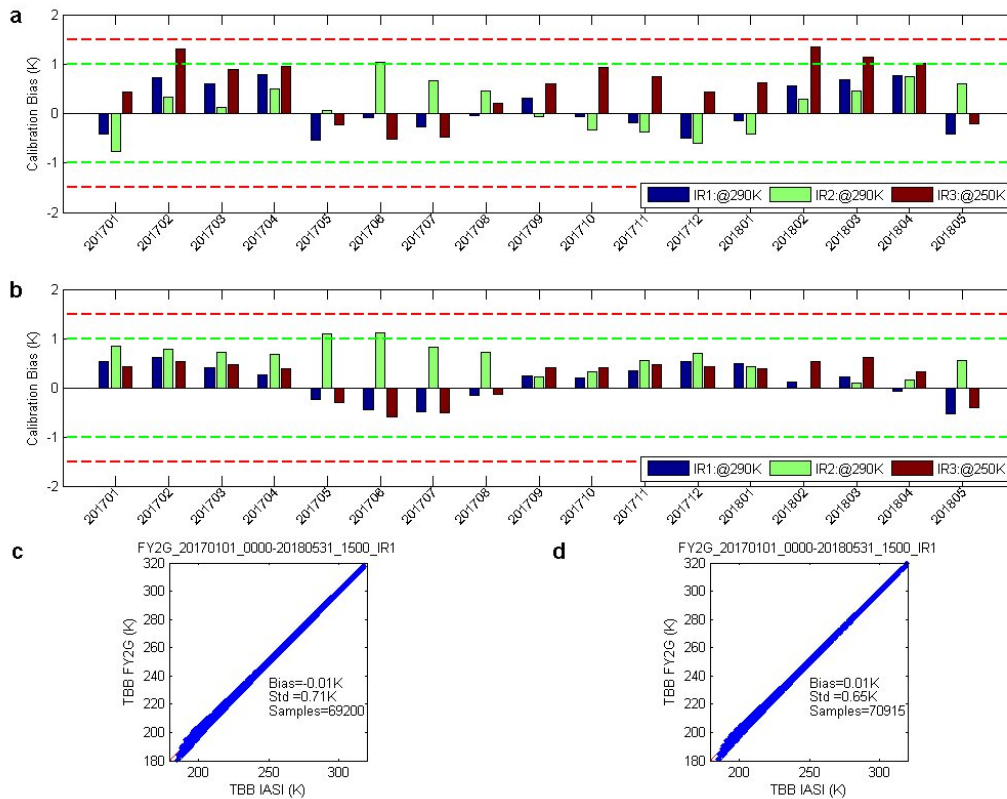 a
2
1
0
-1
-2
Calibration Bias (K)
IR1:@290K IR2:@290K IR3:@250K
201701 201702 201703 201704 201705 201706 201707 201708 201709 201710 201711 201712 201801 201802 201803 201804 201805
b
2
1
0
-1
-2
Calibration Bias (K)
IR1:@290K IR2:@290K IR3:@250K
201701 201702 201703 201704 201705 201706 201707 201708 201709 201710 201711 201712 201801 201802 201803 201804 201805
c
FY2G_20170101_0000-20180531_1500_IR1
320
300
280
260
240
220
200
180
TBB FY2G (K)
Bias=-0.01K
Std =0.71K
Samples=69200
200 250 300
TBB IASI (K)
d
FY2G_20170101_0000-20180531_1500_IR1
320
300
280
260
240
220
200
180
TBB FY2G (K)
Bias=0.01K
Std =0.65K
Samples=70915
200 250 300
TBB IASI (K)